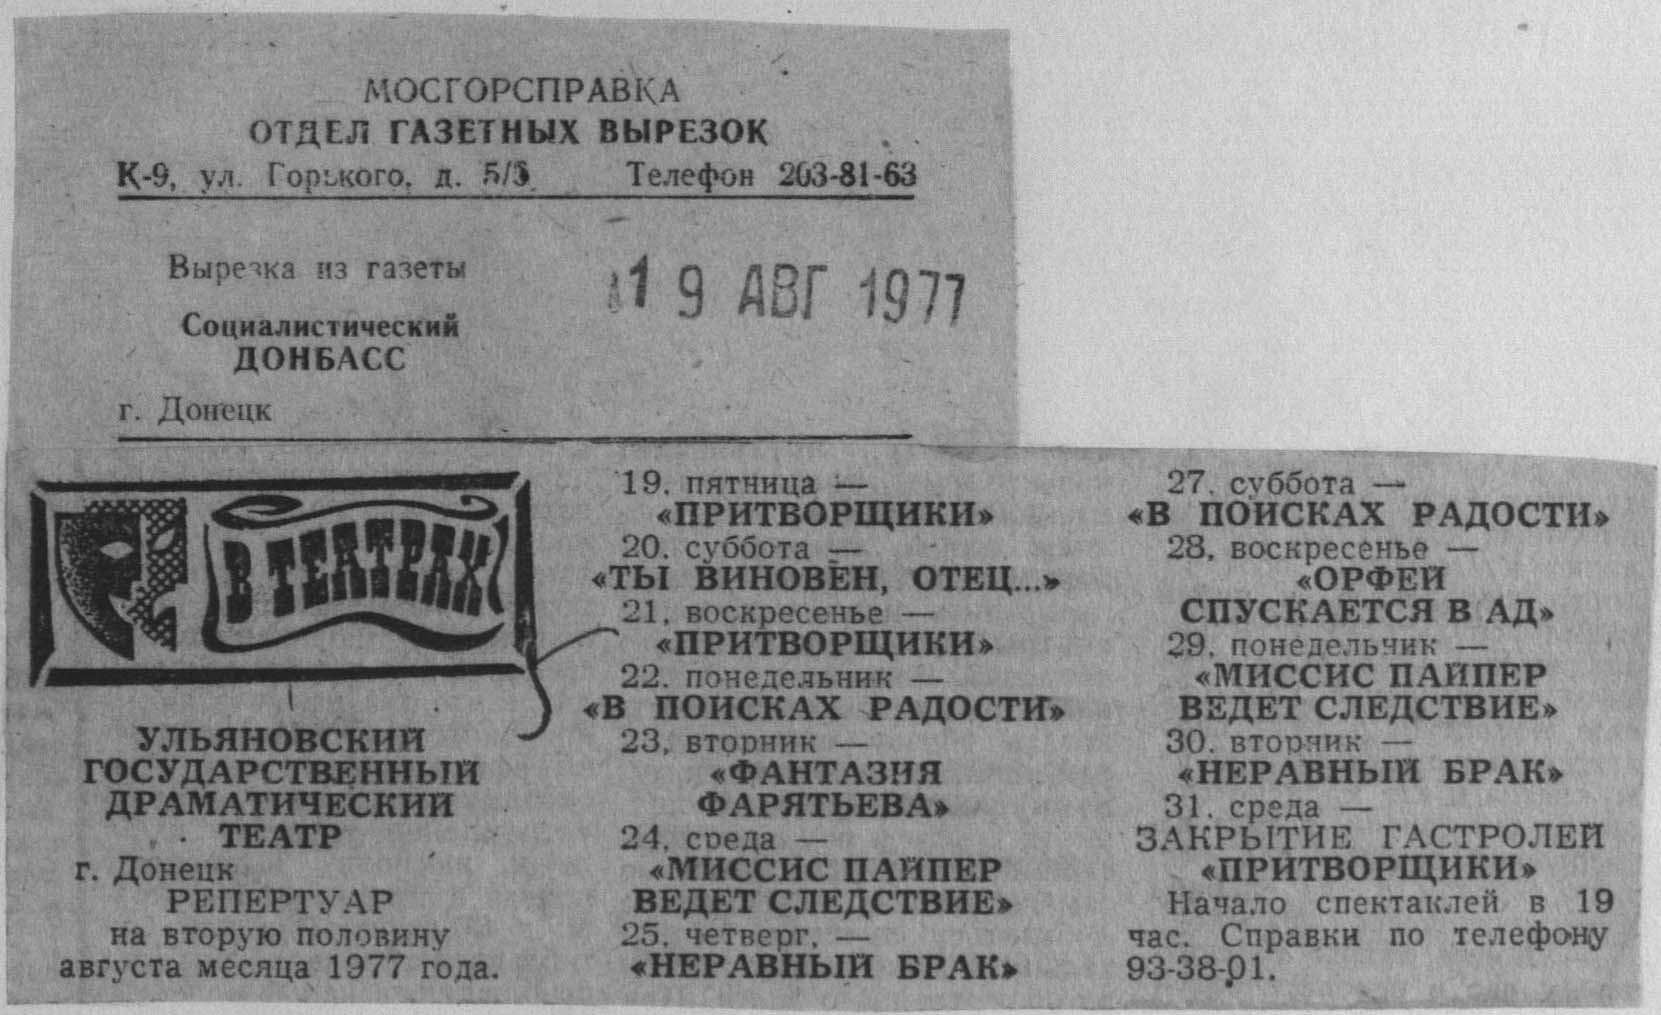 МОСГОРСПРАВКА
ОТДЕЛ ГАЗЕТНЫХ ВЫРЕЗОК
К-9, ул. Горького, д. 5/3 Телефон 203-81-63
Вырезка из газеты
19 АВГ 1977
Социалистический
ДОНБАСС
г. Донецк
В ТЕАТРАХ
УЛЬЯНОВСКИЙ
ГОСУДАРСТВЕННЫЙ
ДРАМАТИЧЕСКИЙ
ТЕАТР
г. Донецк
РЕПЕРТУАР
на вторую половину
августа месяца 1977 года.
19, пятница —
«ПРИТВОРЩИКИ»
20, суббота —
«ТЫ ВИНОВЕН, ОТЕЦ...»
21, воскресенье —
«ПРИТВОРЩИКИ»
22, понедельник —
«В ПОИСКАХ РАДОСТИ»
23, вторник —
«ФАНТАЗИЯ
ФАРЯТЬЕВА»
24, среда —
«МИССИС ПАЙПЕР
ВЕДЕТ СЛЕДСТВИЕ»
25, четверг, —
«НЕРАВНЫЙ БРАК»
27, суббота —
«В ПОИСКАХ РАДОСТИ»
28, воскресенье —
«ОРФЕЙ
СПУСКАЕТСЯ В АД»
29, понедельник —
«МИССИС ПАЙПЕР
ВЕДЕТ СЛЕДСТВИЕ»
30, вторник —
«НЕРАВНЫЙ БРАК»
31, среда —
ЗАКРЫТИЕ ГАСТРОЛЕЙ
«ПРИТВОРЩИКИ»
Начало спектаклей в 19
час. Справки по телефону
93-38-01.